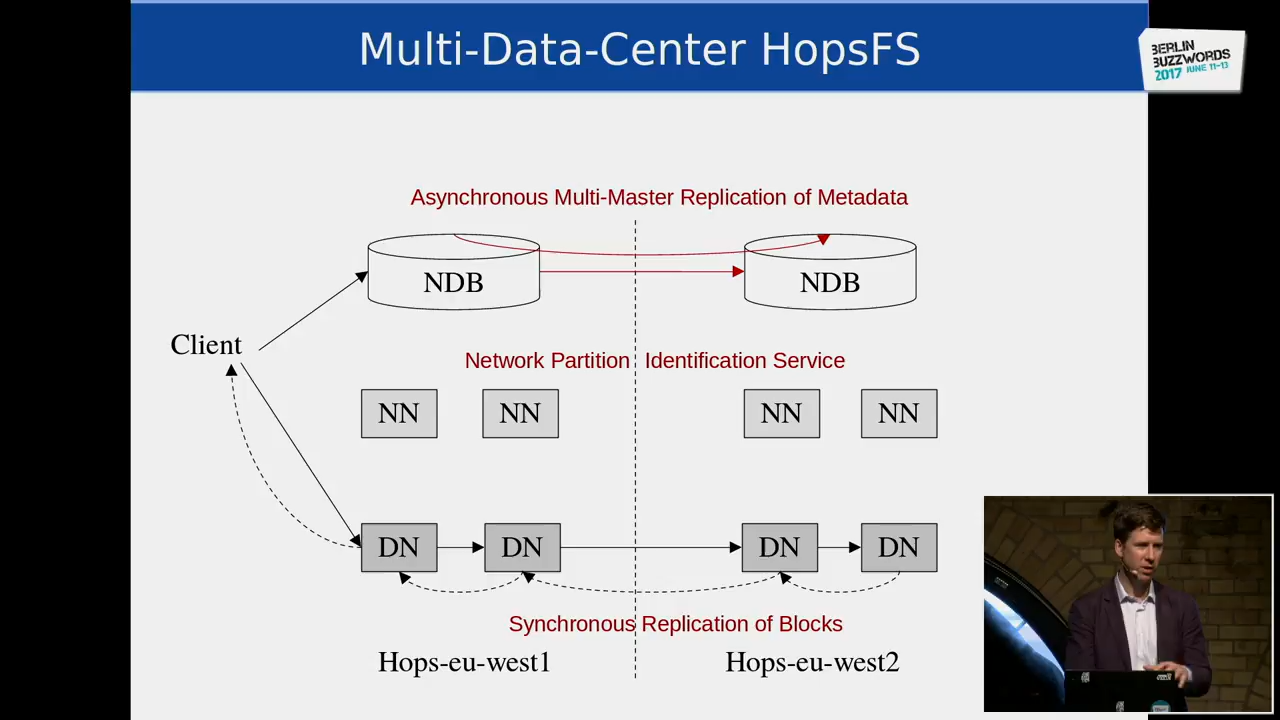 Multi-Data-Center HopsFS
BERLIN
BUZZWORDS
2017 JUNE 11-13
Asynchronous Multi-Master Replication of Metadata
NDB NDB
Client
Network Partition Identification Service
NN NN NN NN
DN DN DN DN
Synchronous Replication of Blocks
Hops-eu-west1 Hops-eu-west2